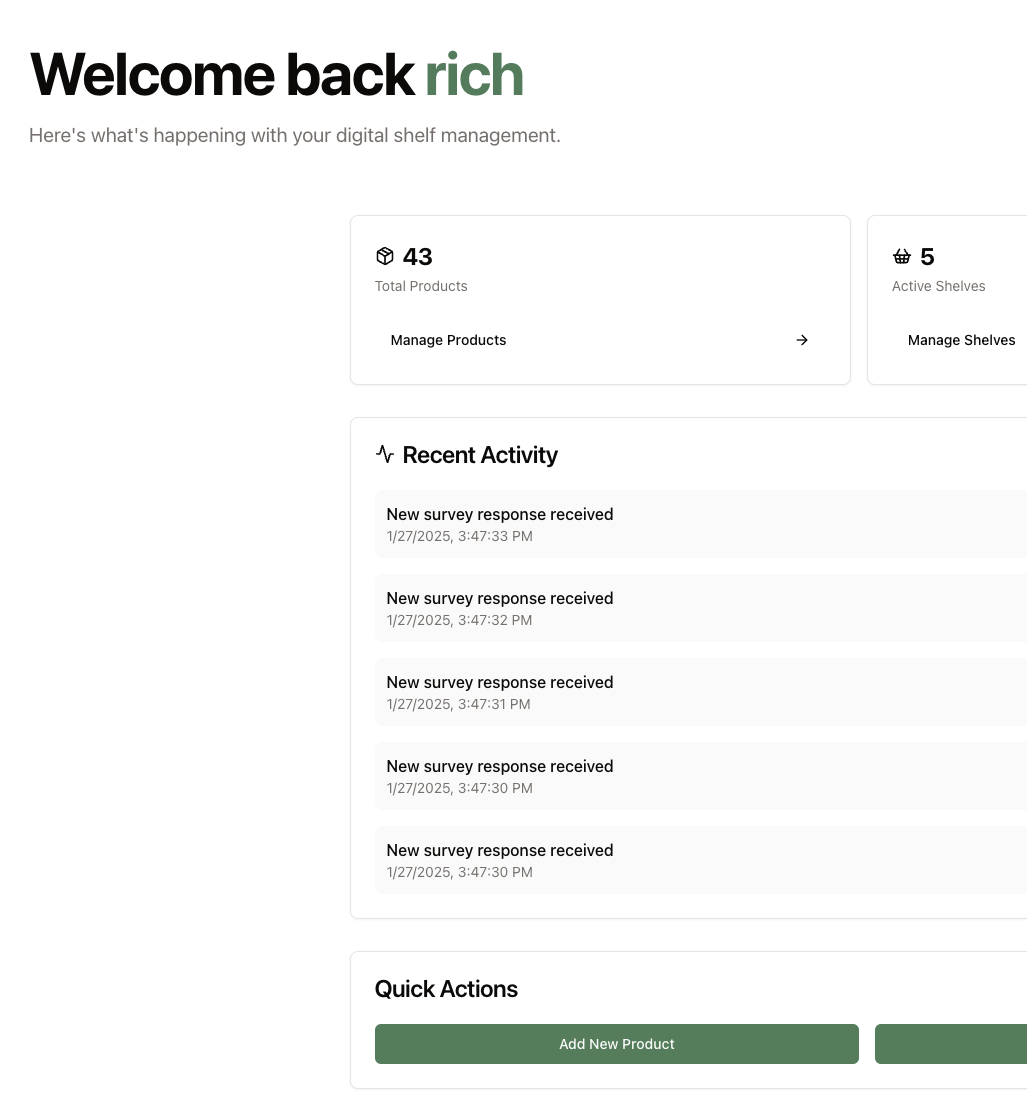 Welcome back rich
Here's what's happening with your digital shelf management.
43
Total Products
Manage Products
5
Active Shelves
Manage Shelves
Recent Activity
New survey response received
1/27/2025, 3:47:33 PM
New survey response received
1/27/2025, 3:47:32 PM
New survey response received
1/27/2025, 3:47:31 PM
New survey response received
1/27/2025, 3:47:30 PM
New survey response received
1/27/2025, 3:47:30 PM
Quick Actions
Add New Product